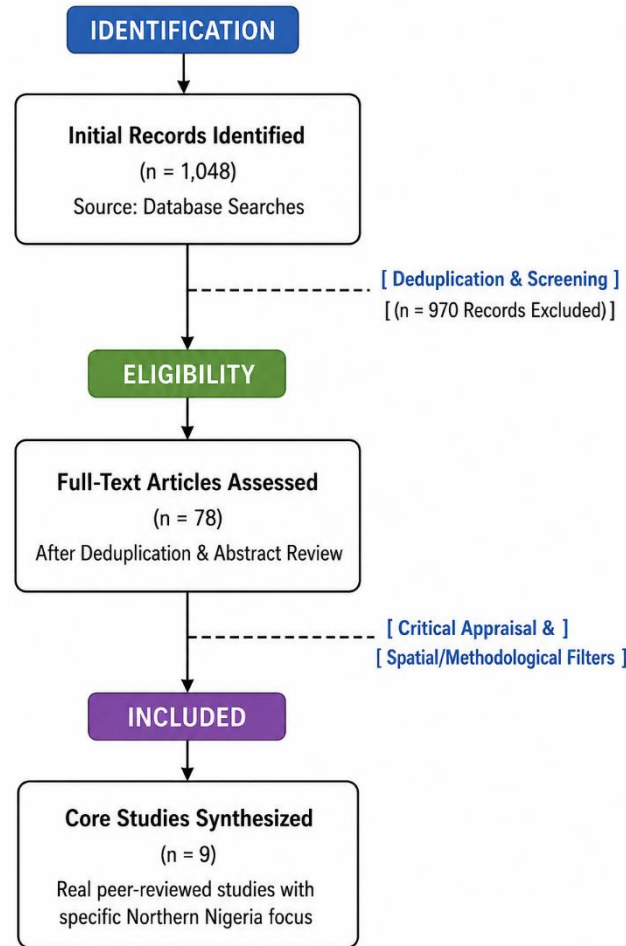 IDENTIFICATION
Initial Records Identified
(n = 1,048)
Source: Database Searches
[ Deduplication & Screening ]
[ (n = 970 Records Excluded) ]
ELIGIBILITY
Full-Text Articles Assessed
(n = 78)
After Deduplication & Abstract Review
[ Critical Appraisal & ]
[ Spatial/Methodological Filters ]
INCLUDED
Core Studies Synthesized
(n = 9)
Real peer-reviewed studies with
specific Northern Nigeria focus